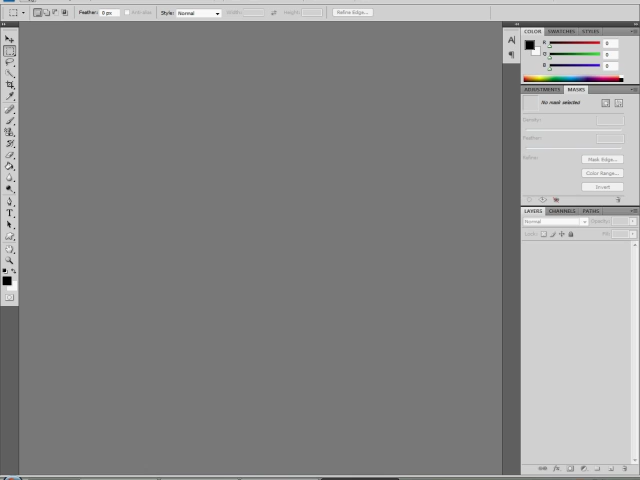 Feather: 0 px Anti-alias Style: Normal Width: Height: Refine Edge...
A
COLOR SWATCHES STYLES
R 0
G 0
B 0
ADJUSTMENTS MASKS
No mask selected
Density:
Feather:
Refine: Mask Edge...
Color Range...
Invert
LAYERS CHANNELS PATHS
Normal Opacity:
Lock: Fill:
T